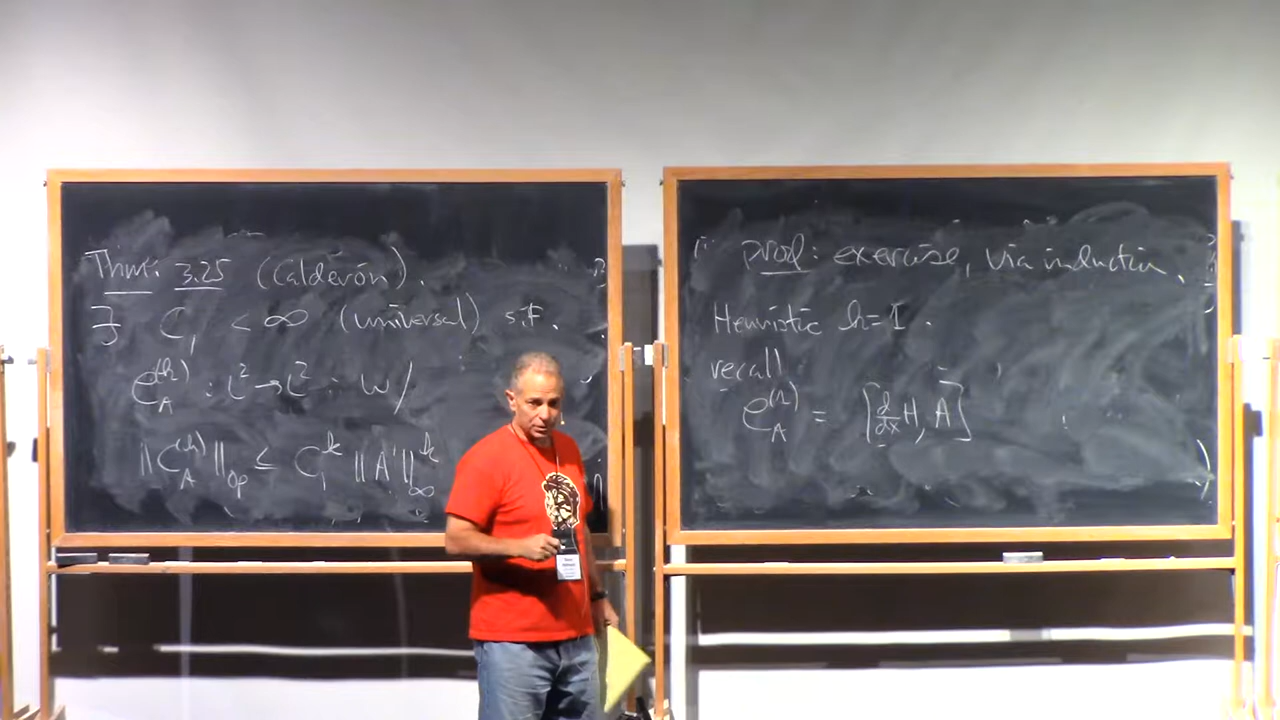 Thm: 3.25 (Calderón).
∃ C₁ < ∞ (universal) s.t.
C_A^(k) : L² → L² : w/
||C_A^(k)||_op ≤ C₁^k ||A'||_∞^k
proof: exercise, via induction.
Heuristic k=1.
recall
C_A^(1) = [d/dx H, A]